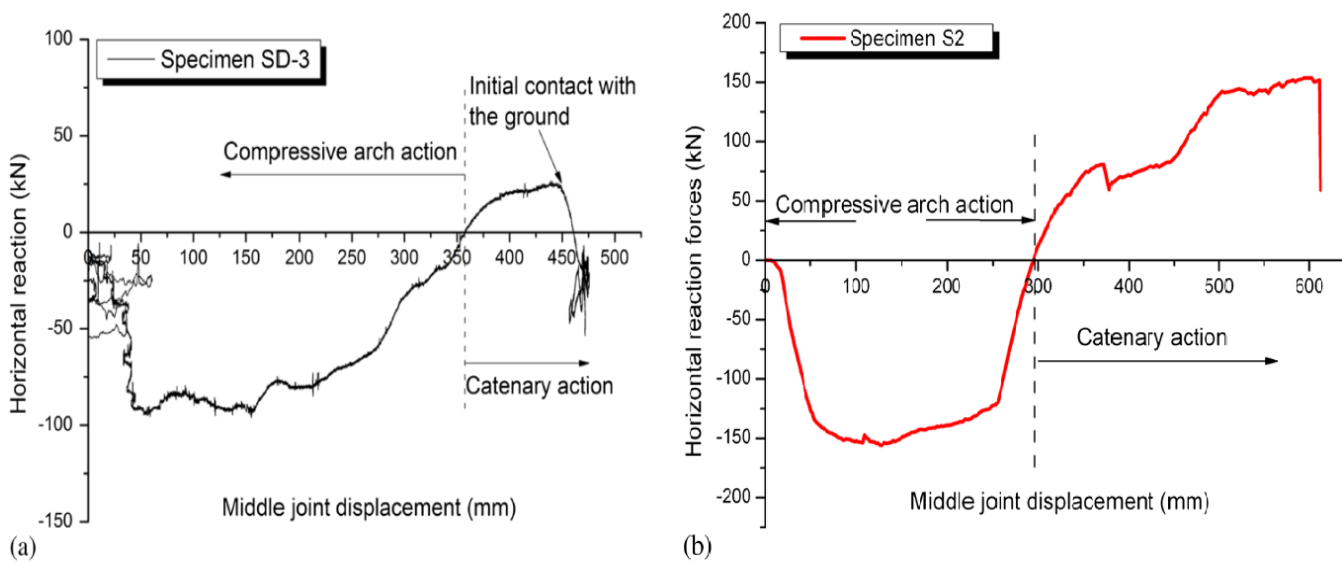 100
Specimen SD-3
Initial contact with
the ground
50
Compressive arch action
0
0 50 100 150 200 250 300 350 400 450 500
-50
Catenary action
-100
Middle joint displacement (mm)
-150
Horizontal reaction (kN)
(a)
200
Specimen S2
150
100
50
Compressive arch action
0
0 100 200 300 400 500 600
-50
Catenary action
-100
-150
-200
Middle joint displacement (mm)
Horizontal reaction forces (kN)
(b)